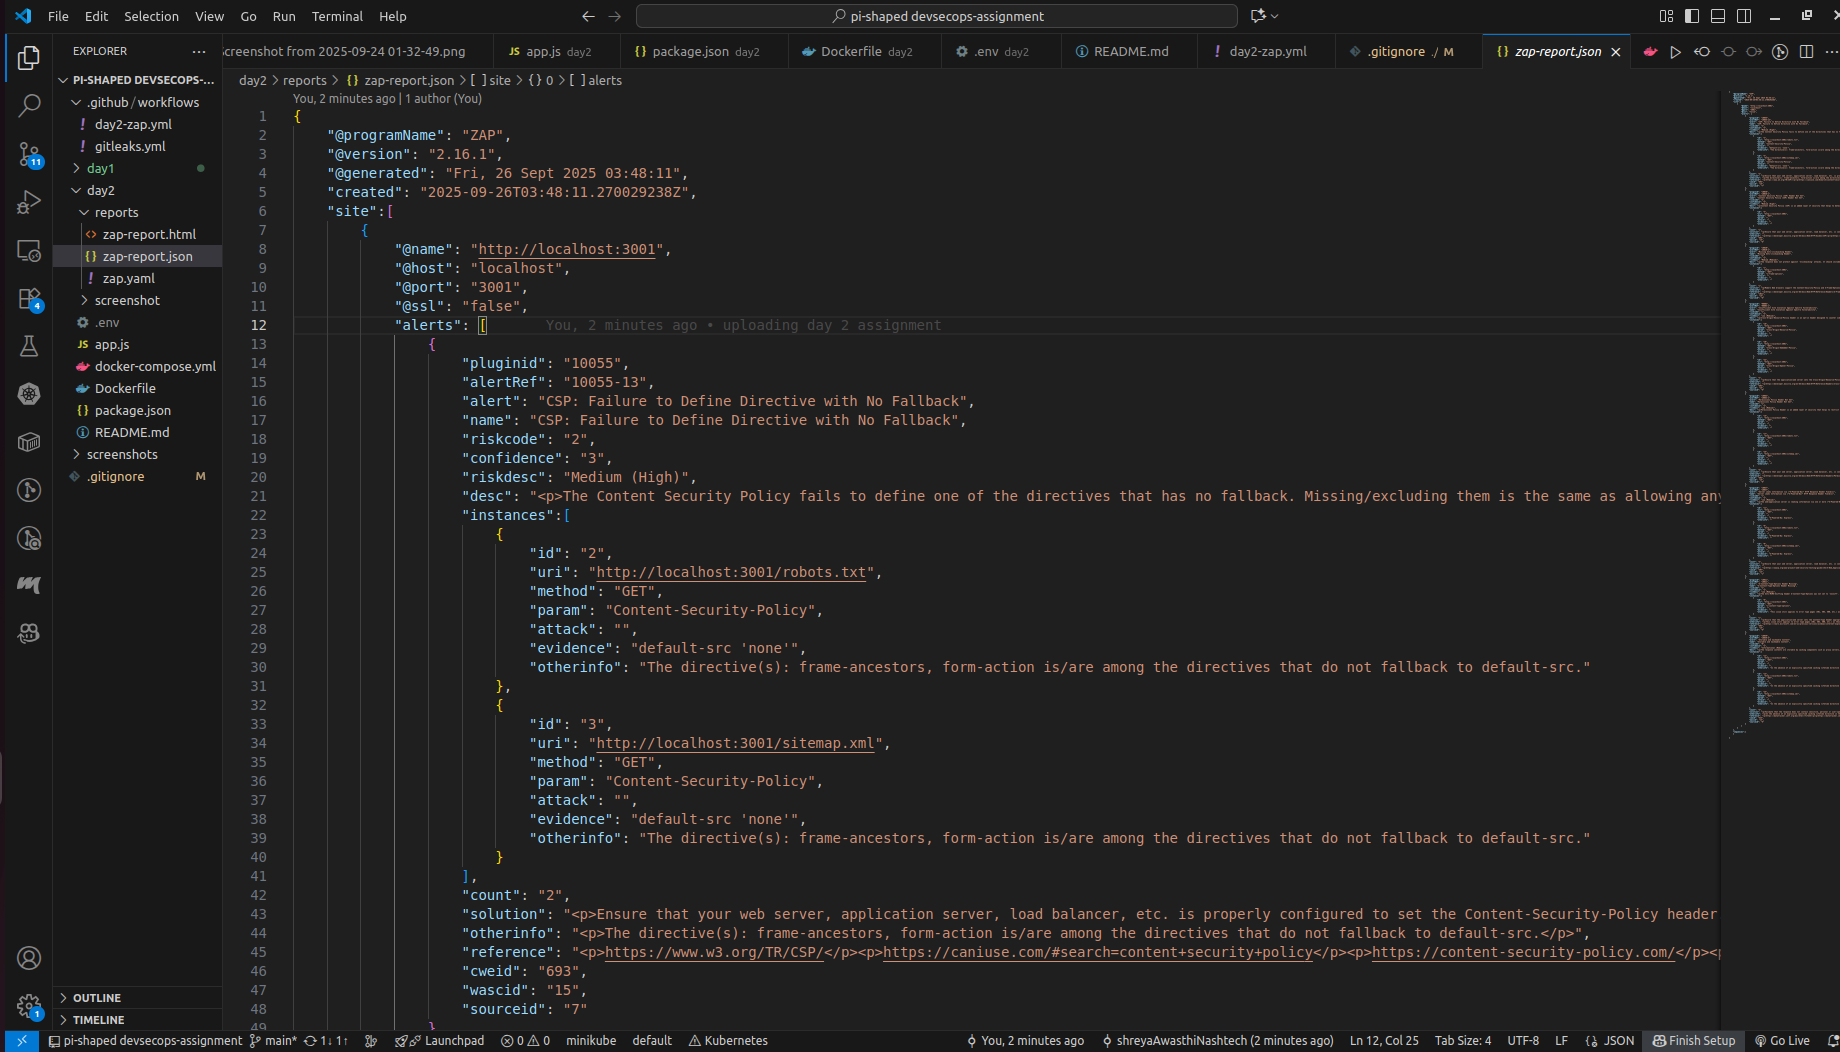 File Edit Selection View Go Run Terminal Help
pi-shaped devsecops-assignment
EXPLORER
Screenshot from 2025-09-24 01-32-49.png
JS app.js day2
{} package.json day2
Dockerfile day2
.env day2
README.md
! day2-zap.yml
.gitignore ./ M
{} zap-report.json
PI-SHAPED DEVSECOPS-...
.github/workflows
! day2-zap.yml
! gitleaks.yml
day1
day2
reports
<> zap-report.html
{} zap-report.json
! zap.yaml
screenshot
.env
JS app.js
docker-compose.yml
Dockerfile
{} package.json
README.md
screenshots
.gitignore M
OUTLINE
TIMELINE
11
4
1
day2 > reports > {} zap-report.json > [ ] site > {} 0 > [ ] alerts
You, 2 minutes ago | 1 author (You)
1 {
2 "@programName": "ZAP",
3 "@version": "2.16.1",
4 "@generated": "Fri, 26 Sept 2025 03:48:11",
5 "created": "2025-09-26T03:48:11.270029238Z",
6 "site":[
7 {
8 "@name": "http://localhost:3001",
9 "@host": "localhost",
10 "@port": "3001",
11 "@ssl": "false",
12 "alerts": [ You, 2 minutes ago • uploading day 2 assignment
13 {
14 "pluginid": "10055",
15 "alertRef": "10055-13",
16 "alert": "CSP: Failure to Define Directive with No Fallback",
17 "name": "CSP: Failure to Define Directive with No Fallback",
18 "riskcode": "2",
19 "confidence": "3",
20 "riskdesc": "Medium (High)",
21 "desc": "<p>The Content Security Policy fails to define one of the directives that has no fallback. Missing/excluding them is the same as allowing any
22 "instances":[
23 {
24 "id": "2",
25 "uri": "http://localhost:3001/robots.txt",
26 "method": "GET",
27 "param": "Content-Security-Policy",
28 "attack": "",
29 "evidence": "default-src 'none'",
30 "otherinfo": "The directive(s): frame-ancestors, form-action is/are among the directives that do not fallback to default-src."
31 },
32 {
33 "id": "3",
34 "uri": "http://localhost:3001/sitemap.xml",
35 "method": "GET",
36 "param": "Content-Security-Policy",
37 "attack": "",
38 "evidence": "default-src 'none'",
39 "otherinfo": "The directive(s): frame-ancestors, form-action is/are among the directives that do not fallback to default-src."
40 }
41 ],
42 "count": "2",
43 "solution": "<p>Ensure that your web server, application server, load balancer, etc. is properly configured to set the Content-Security-Policy header
44 "otherinfo": "<p>The directive(s): frame-ancestors, form-action is/are among the directives that do not fallback to default-src.</p>",
45 "reference": "<p>https://www.w3.org/TR/CSP/</p><p>https://caniuse.com/#search=content+security+policy</p><p>https://content-security-policy.com/</p><p
46 "cweid": "693",
47 "wascid": "15",
48 "sourceid": "7"
49 }
pi-shaped devsecops-assignment main* 1↓ 1↑ Launchpad 0 0 minikube default Kubernetes You, 2 minutes ago shreyaAwasthiNashtech (2 minutes ago) Ln 12, Col 25 Tab Size: 4 UTF-8 LF {} JSON Finish Setup Go Live